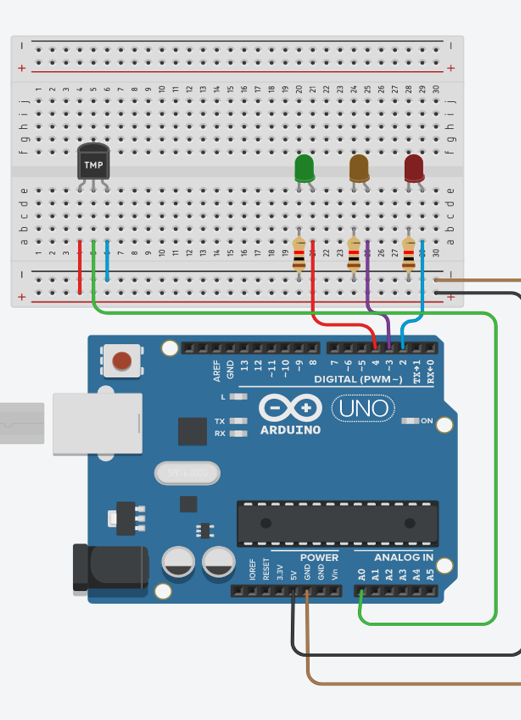 − −
+ +
1 2 3 4 5 6 7 8 9 10 11 12 13 14 15 16 17 18 19 20 21 22 23 24 25 26 27 28 29 30
j j
i i
h h
g g
f f
TMP
e e
d d
c c
b b
a a
1 2 3 4 5 6 7 8 9 10 11 12 13 14 15 16 17 18 19 20 21 22 23 24 25 26 27 28 29 30
− −
+ +
AREF GND 13 12 ~11 ~10 ~9 8 7 ~6 ~5 4 ~3 2 TX→1 RX←0
DIGITAL (PWM~)
L
TX
RX
ARDUINO
UNO
ON
POWER ANALOG IN
IOREF RESET 3.3V 5V GND GND Vin A0 A1 A2 A3 A4 A5